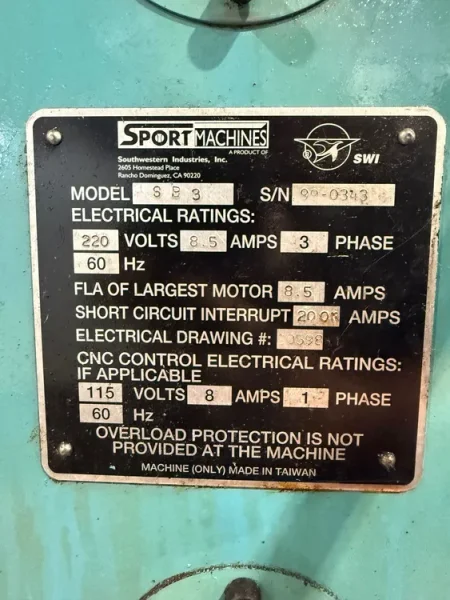 SPORT MACHINES
A PRODUCT OF
Southwestern Industries, Inc.
2605 Homestead Place
Rancho Dominguez, CA 90220
® SWI
MODEL S/N
ELECTRICAL RATINGS:
220 VOLTS 8.5 AMPS 3 PHASE
60 Hz
FLA OF LARGEST MOTOR 8.5 AMPS
SHORT CIRCUIT INTERRUPT 200K AMPS
ELECTRICAL DRAWING #:
CNC CONTROL ELECTRICAL RATINGS:
IF APPLICABLE
115 VOLTS 8 AMPS 1 PHASE
60 Hz
OVERLOAD PROTECTION IS NOT
PROVIDED AT THE MACHINE
MACHINE (ONLY) MADE IN TAIWAN